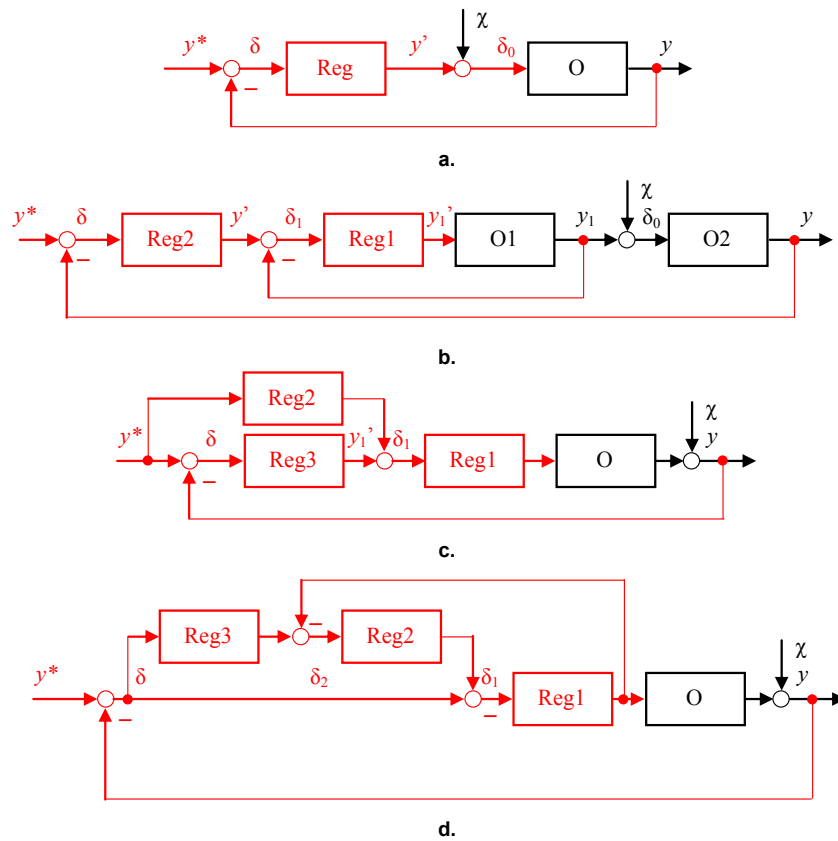 χ
y* δ Reg y’ δ₀ O y
−
a.
χ
y* δ Reg2 y’ δ₁ Reg1 y₁’ O1 y₁ δ₀ O2 y
− −
b.
Reg2
χ
y* δ Reg3 y₁’ δ₁ Reg1 O y
−
c.
Reg3 − Reg2
χ
y* δ δ₂ δ₁ Reg1 O y
− −
d.